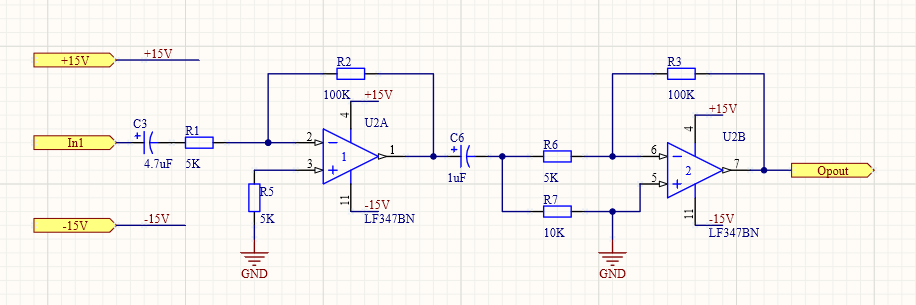 +15V
+15V
In1
C3
+
4.7uF
R1
5K
R2
100K
+15V
4
U2A
2
1
1
3
R5
5K
11
-15V
LF347BN
GND
-15V
-15V
C6
+
1uF
R6
5K
R7
10K
R3
100K
+15V
4
U2B
6
2
7
5
11
-15V
LF347BN
GND
Opout